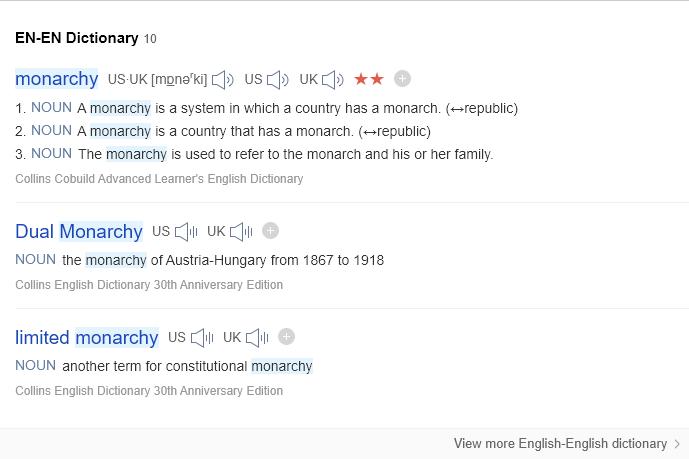 EN-EN Dictionary 10
monarchy US·UK [mɒnəʳki] US UK
1. NOUN A monarchy is a system in which a country has a monarch. (↔republic)
2. NOUN A monarchy is a country that has a monarch. (↔republic)
3. NOUN The monarchy is used to refer to the monarch and his or her family.
Collins Cobuild Advanced Learner's English Dictionary
Dual Monarchy US UK
NOUN the monarchy of Austria-Hungary from 1867 to 1918
Collins English Dictionary 30th Anniversary Edition
limited monarchy US UK
NOUN another term for constitutional monarchy
Collins English Dictionary 30th Anniversary Edition
View more English-English dictionary